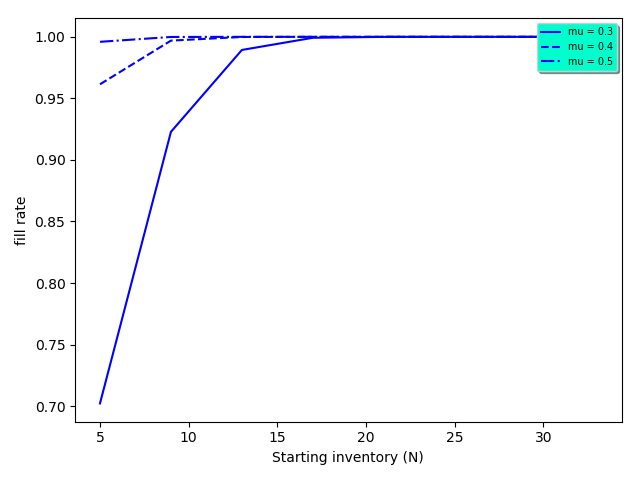 1.00
0.95
0.90
0.85
0.80
0.75
0.70
fill rate
5
10
15
20
25
30
Starting inventory (N)
mu = 0.3
mu = 0.4
mu = 0.5